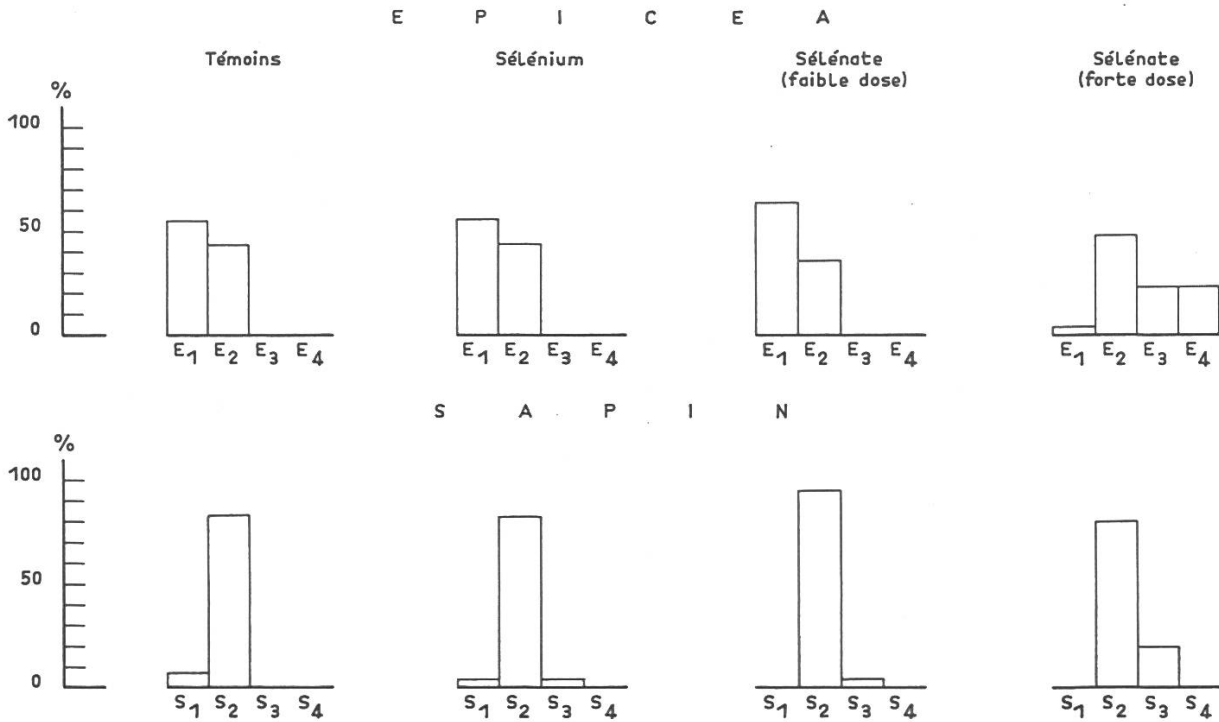 E P I C E A
Témoins Sélénium Sélénate Sélénate
(faible dose) (forte dose)
%
100
50
0
E1 E2 E3 E4 E1 E2 E3 E4 E1 E2 E3 E4 E1 E2 E3 E4
S A P I N
%
100
50
0
S1 S2 S3 S4 S1 S2 S3 S4 S1 S2 S3 S4 S1 S2 S3 S4